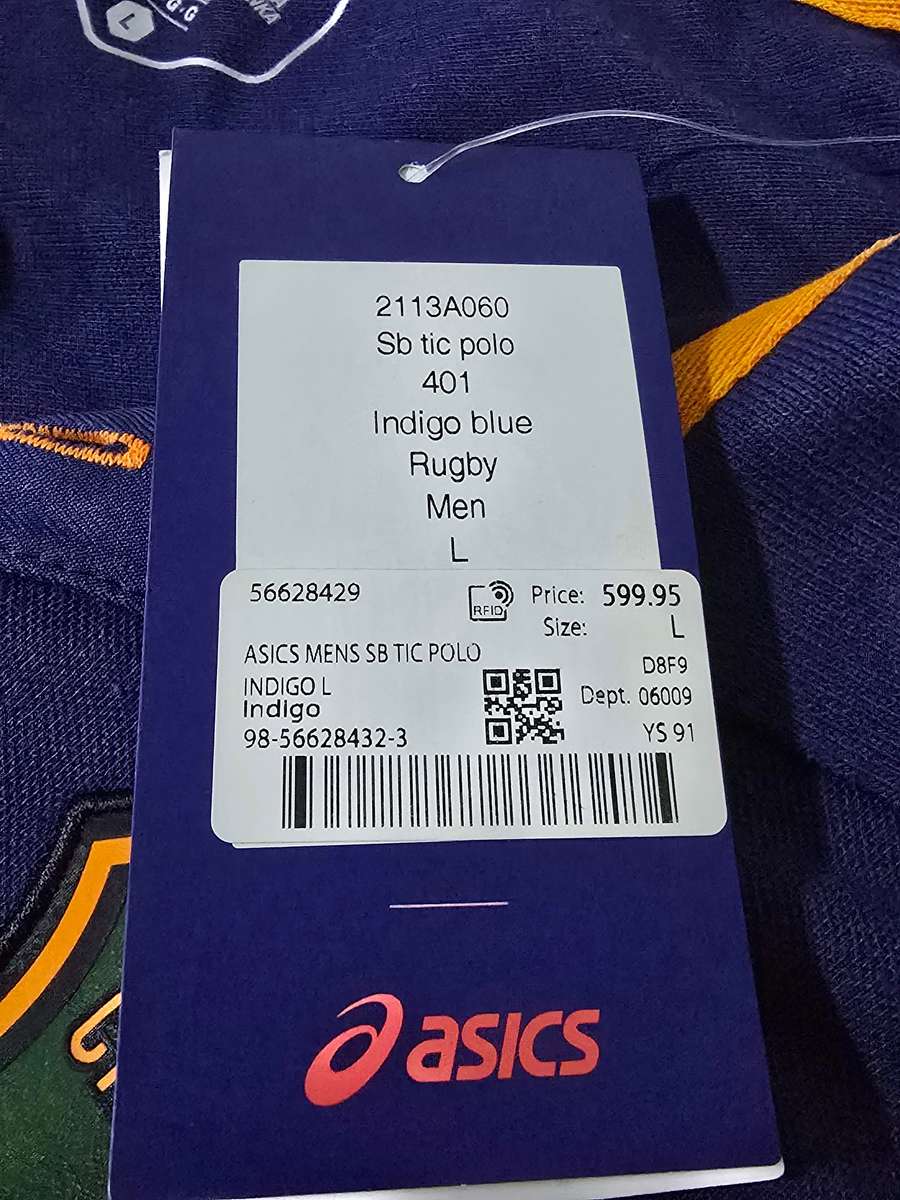 G.G
L
2113A060
Sb tic polo
401
Indigo blue
Rugby
Men
L
56628429
RFID
Price: 599.95
Size: L
ASICS MENS SB TIC POLO
D8F9
INDIGO L
Dept. 06009
Indigo
98-56628432-3
YS 91
asics